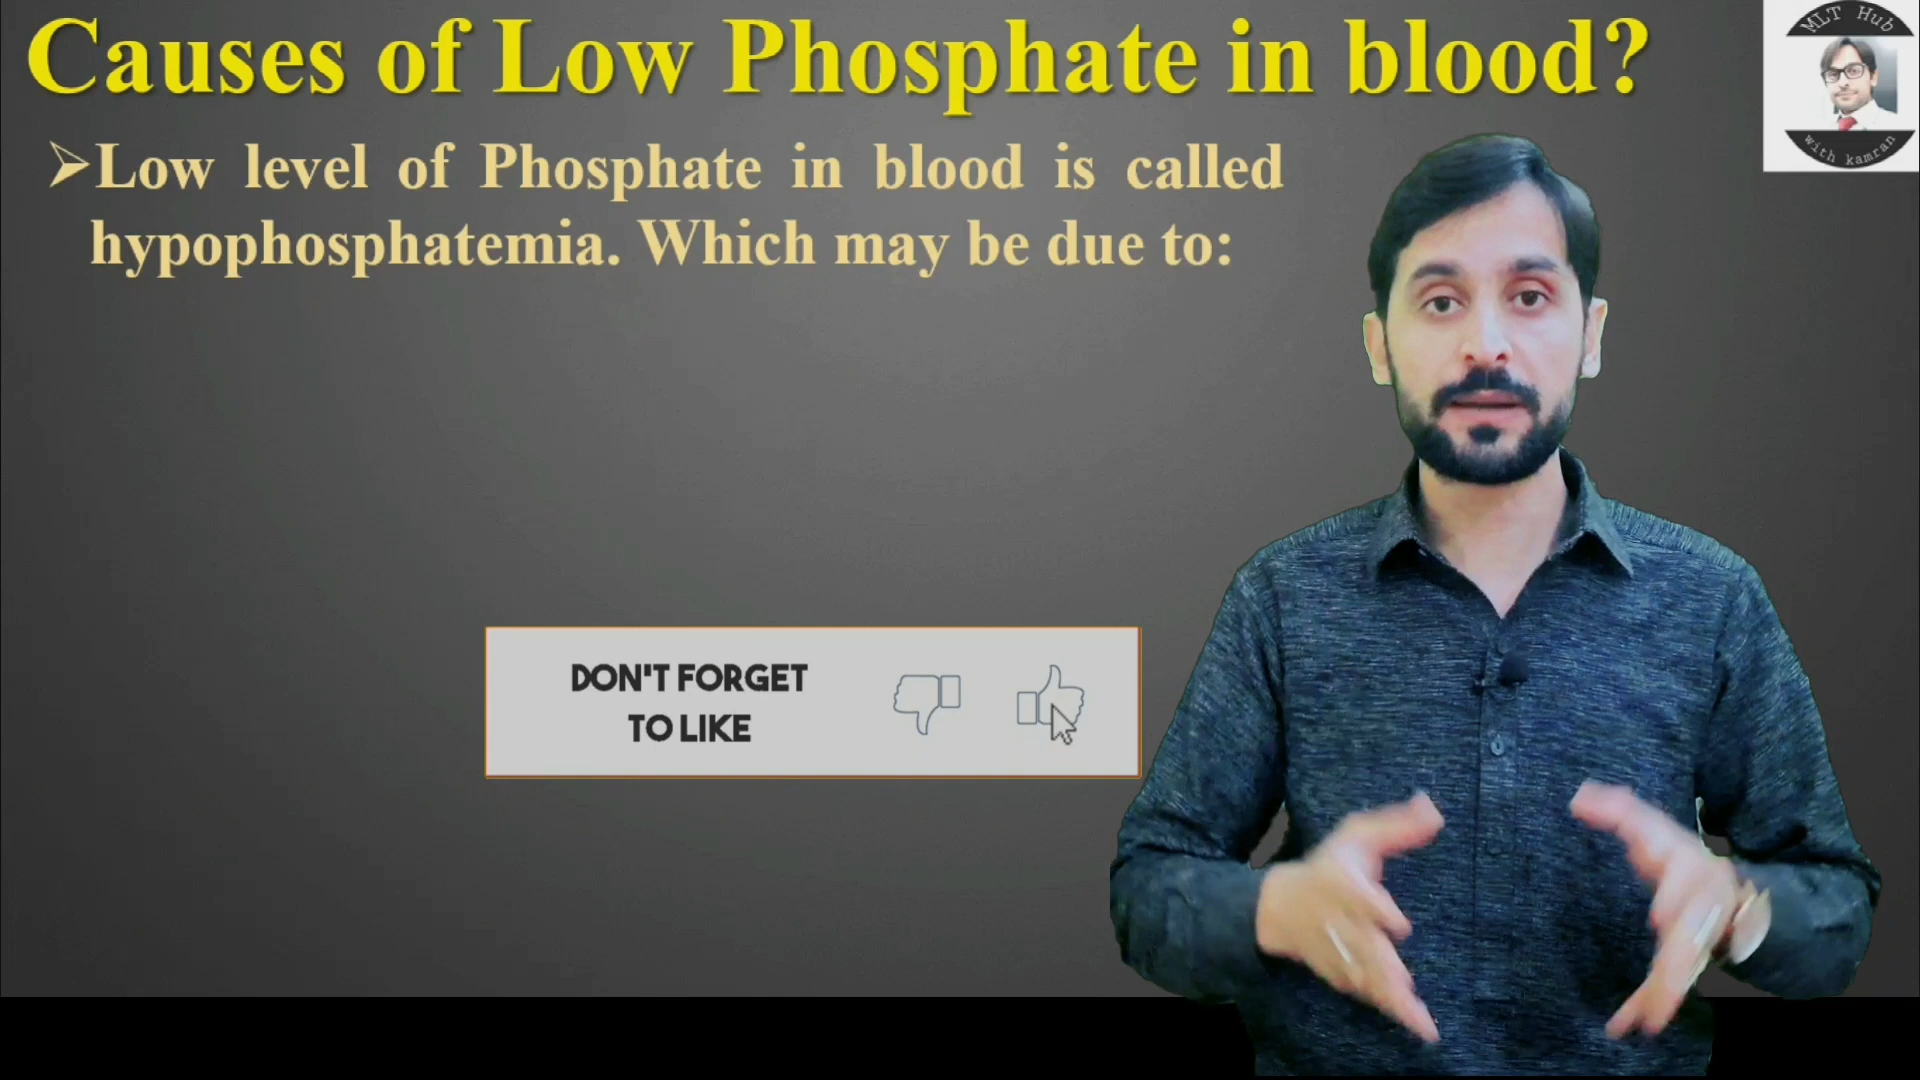 Causes of Low Phosphate in blood?
MLT Hub
with kamran
➢Low level of Phosphate in blood is called
hypophosphatemia. Which may be due to:
DON'T FORGET
TO LIKE